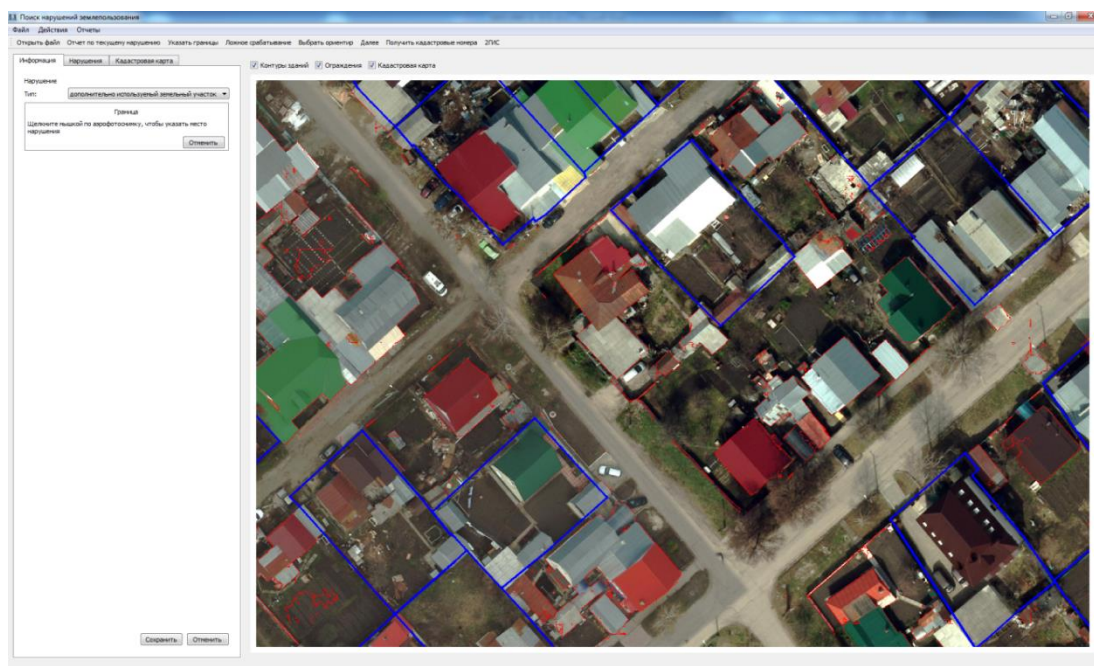 Поиск нарушений землепользования
Файл Действия Отчеты
Открыть файл Отчет по текущему нарушению Указать границы Ложное срабатывание Выбрать ориентир Далее Получить кадастровые номера 2ГИС
Информация Нарушения Кадастровая карта
Контуры зданий Ограждения Кадастровая карта
Нарушение
Тип: дополнительно используемый земельный участок.
Граница
Щелкните мышкой по аэрофотоснимку, чтобы указать место
нарушения
Отменить
Сохранить Отменить